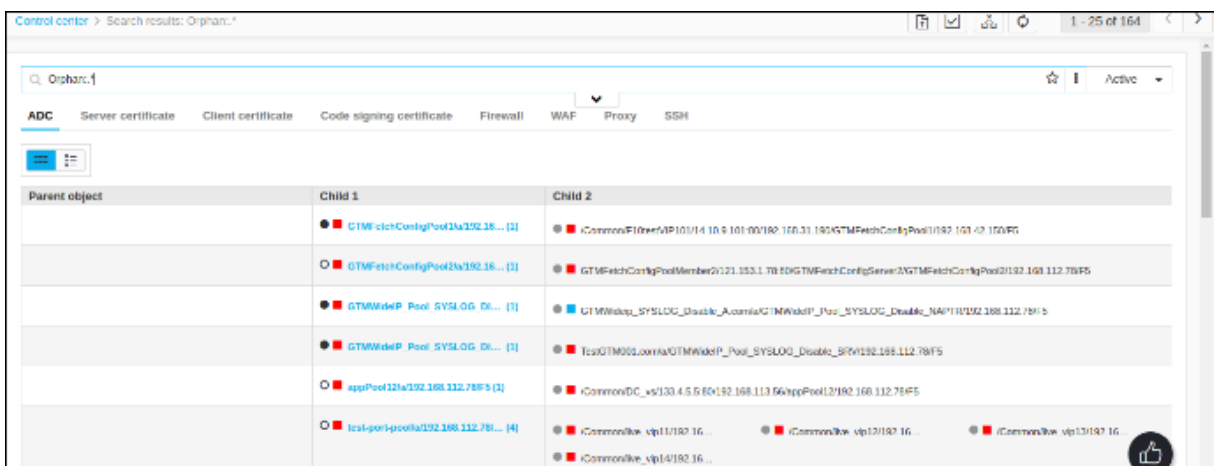 Control center > Search results: Orphan:.*
1 - 25 of 164
Orphan:.*
Active
ADC Server certificate Client certificate Code signing certificate Firewall WAF Proxy SSH
Parent object Child 1 Child 2
GTMFetchConfigPool1/a/192.16... (1) /Common/F10restVIP101/14.10.9.101:80/192.168.31.190/GTMFetchConfigPool1/192.168.42.150/F5
GTMFetchConfigPool2/a/192.16... (1) GTMFetchConfigPoolMember2/121.153.1.78:80/GTMFetchConfigServer2/GTMFetchConfigPool2/192.168.112.78/F5
GTMWideIP_Pool_SYSLOG_Di... (1) GTMWideip_SYSLOG_Disable_A.com/a/GTMWideIP_Pool_SYSLOG_Disable_NAPTR/192.168.112.78/F5
GTMWideIP_Pool_SYSLOG_Di... (1) TestGTM001.com/a/GTMWideIP_Pool_SYSLOG_Disable_SRV/192.168.112.78/F5
appPool12/a/192.168.112.78/F5 (1) /Common/DC_vs/133.4.5.5:80/192.168.113.56/appPool12/192.168.112.78/F5
test-port-pool/a/192.168.112.78/... (4) /Common/live_vip11/192.16... /Common/live_vip12/192.16... /Common/live_vip13/192.16...
/Common/live_vip14/192.16...